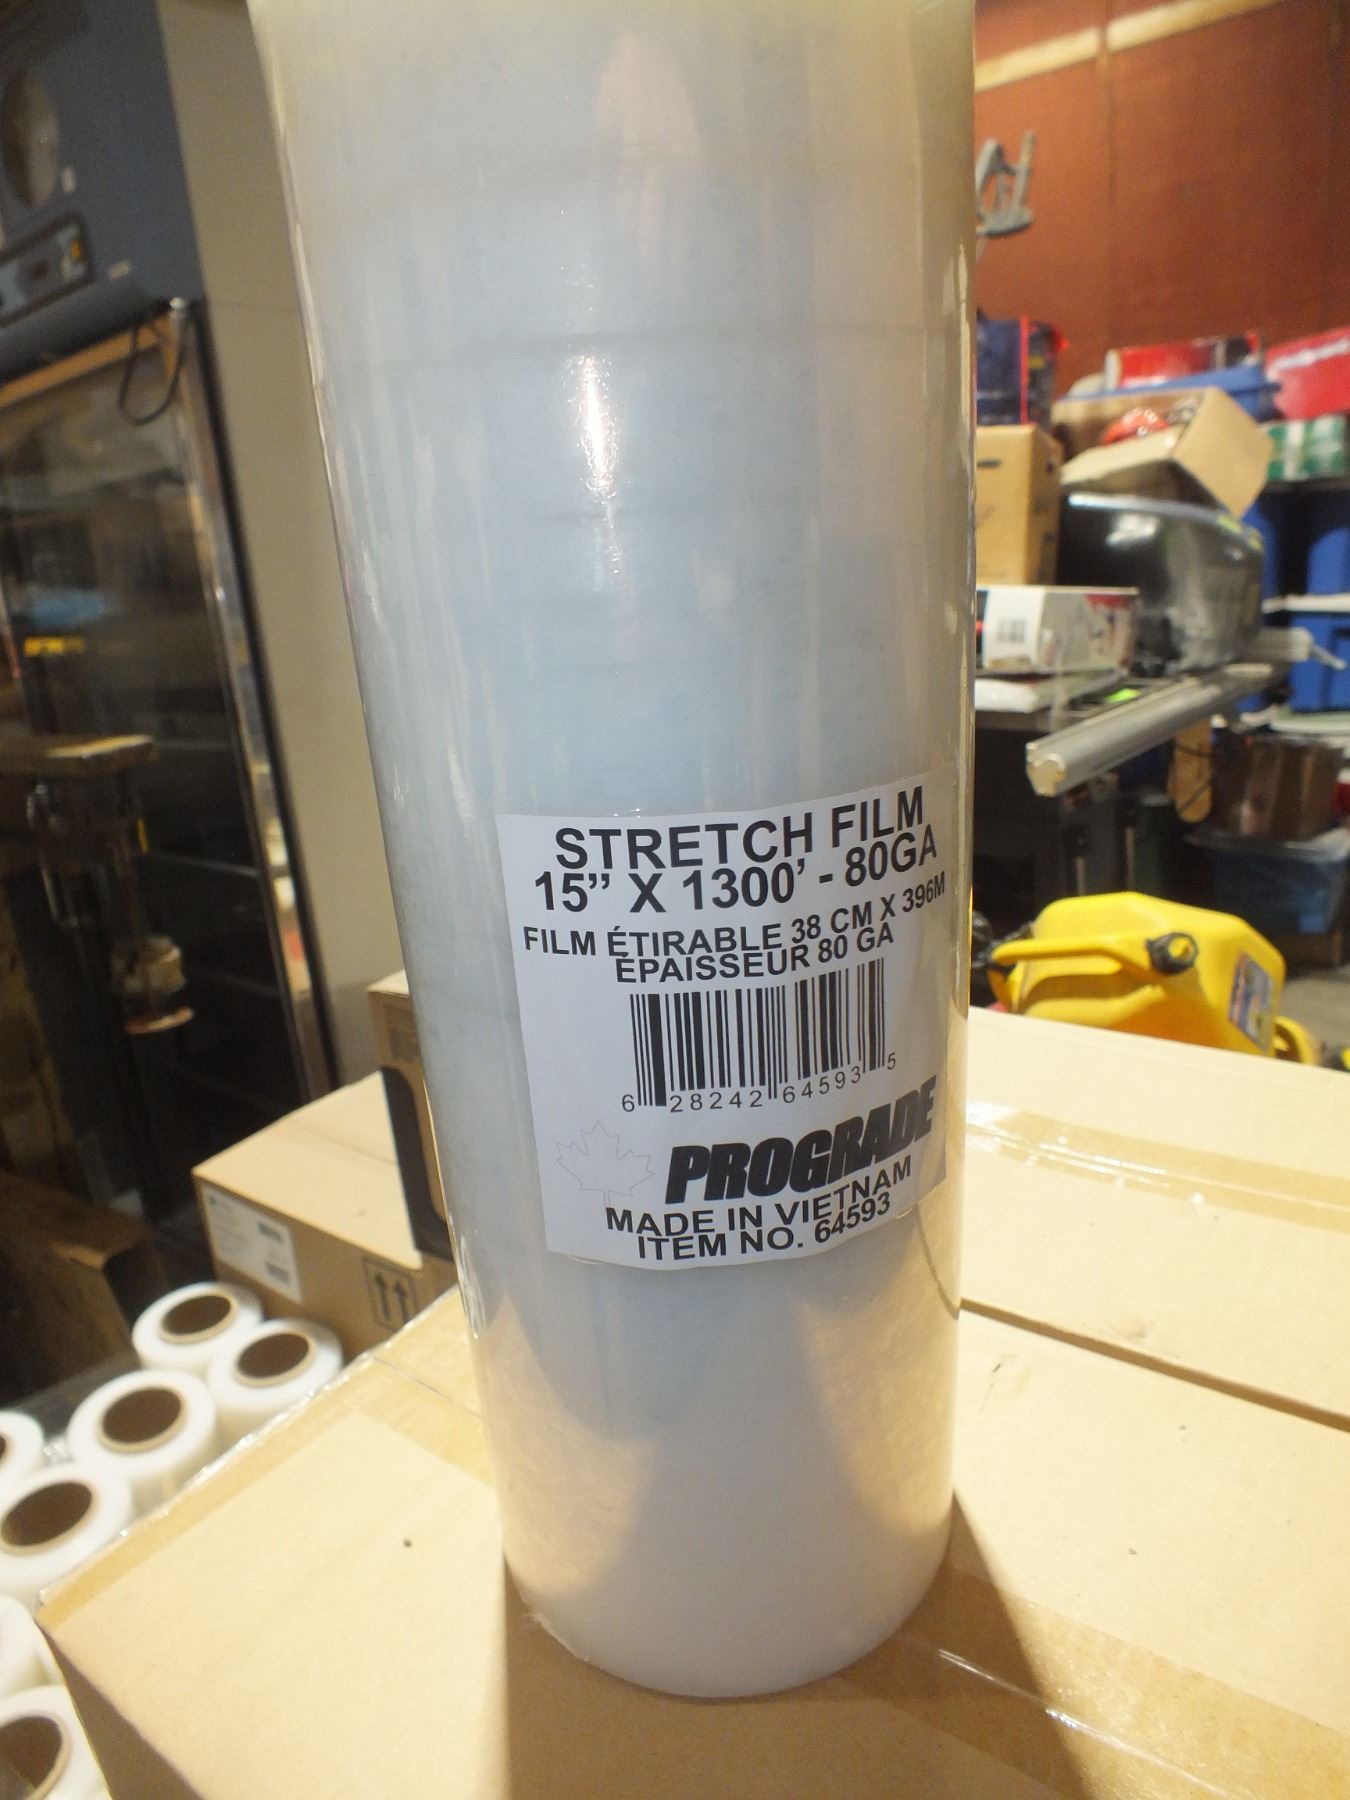 STRETCH FILM
15" X 1300' - 80GA
FILM ÉTIRABLE 38 CM X 396M
ÉPAISSEUR 80 GA
6 28242 64593 5
PROGRADE
MADE IN VIETNAM
ITEM NO. 64593